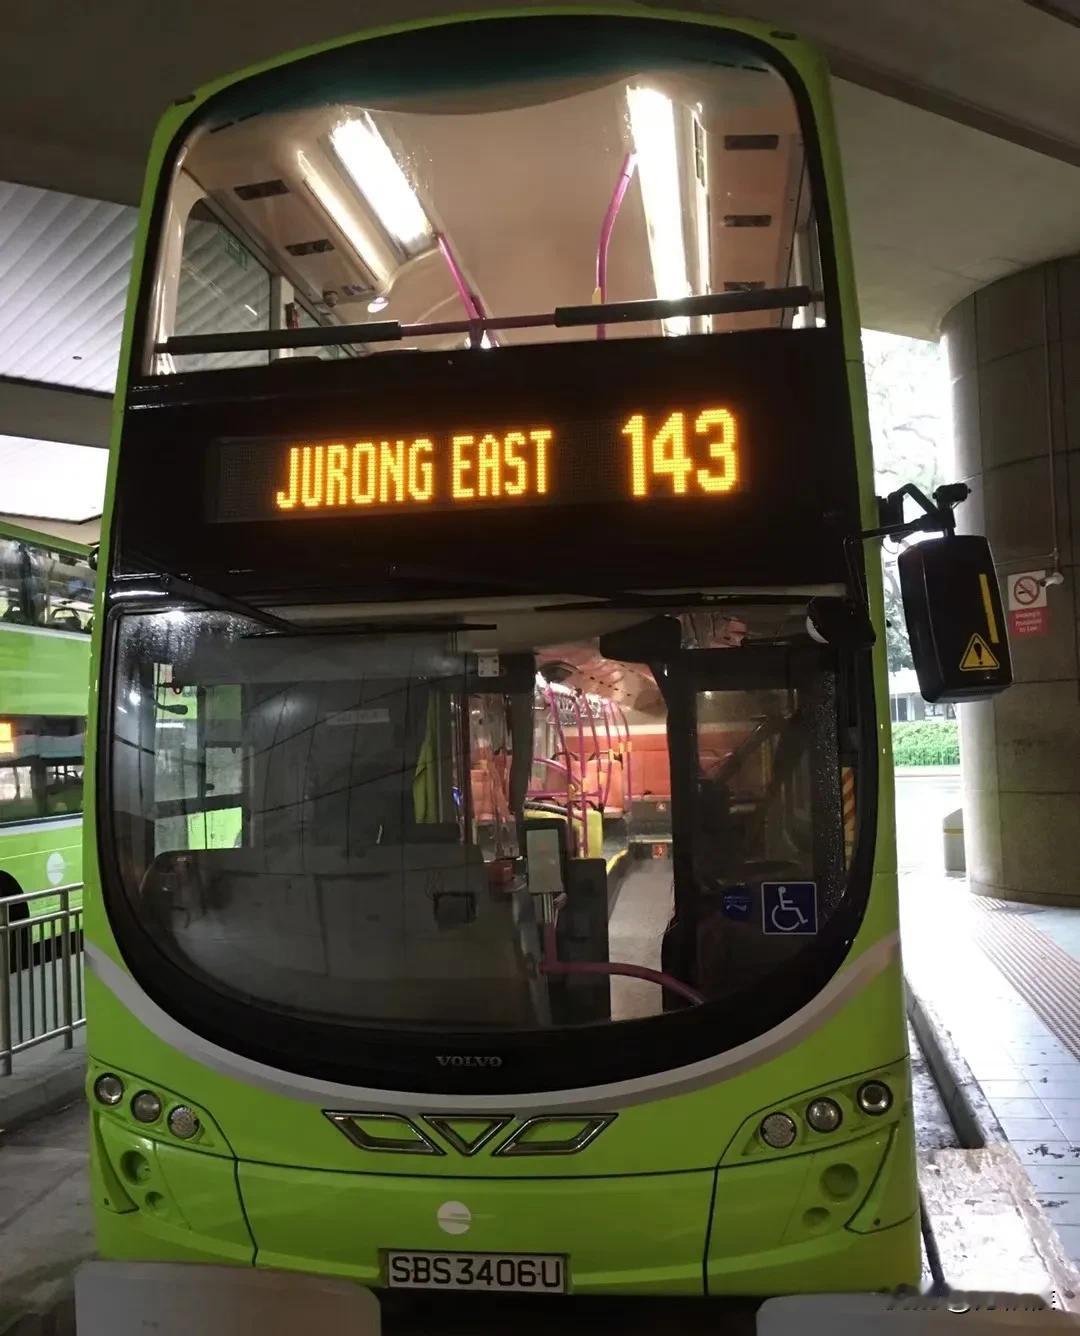 JURONG EAST 143
VOLVO
SBS3406U